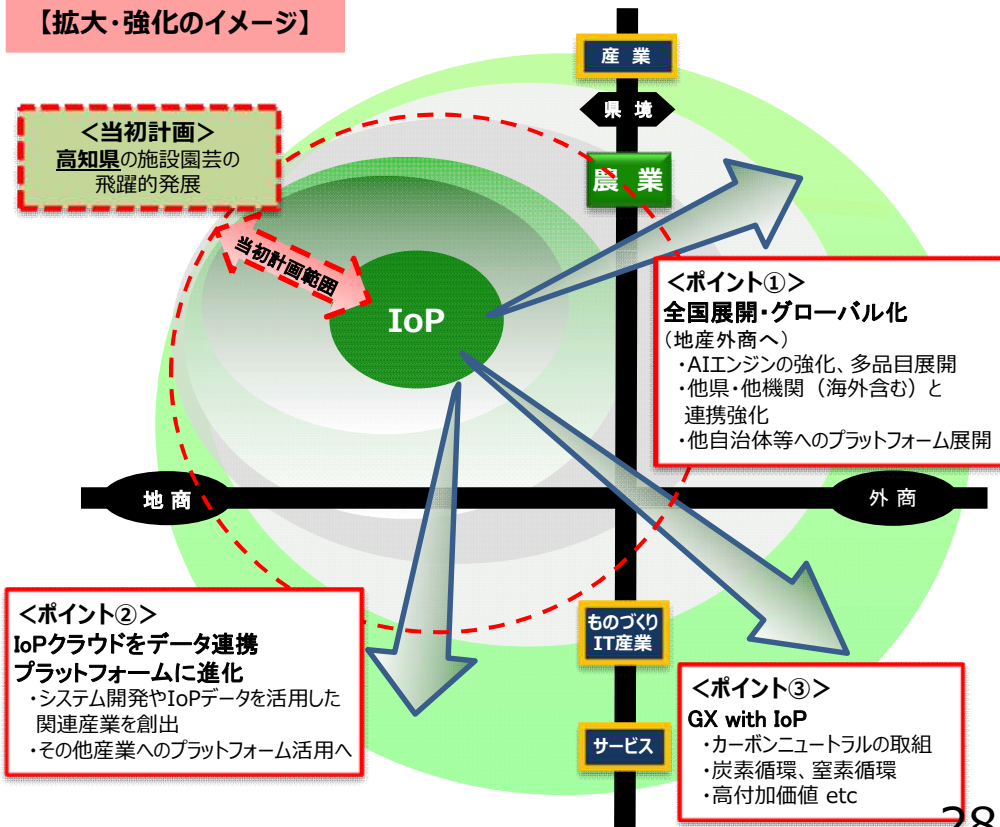 【拡大・強化のイメージ】
産 業
県 境
農 業
＜当初計画＞
高知県の施設園芸の
飛躍的発展
当初計画範囲
IoP
＜ポイント①＞
全国展開・グローバル化
（地産外商へ）
・AIエンジンの強化、多品目展開
・他県・他機関（海外含む）と
連携強化
・他自治体等へのプラットフォーム展開
地 商
外 商
＜ポイント②＞
IoPクラウドをデータ連携
プラットフォームに進化
・システム開発やIoPデータを活用した
関連産業を創出
・その他産業へのプラットフォーム活用へ
ものづくり
IT産業
サービス
＜ポイント③＞
GX with IoP
・カーボンニュートラルの取組
・炭素循環、窒素循環
・高付加価値 etc
28